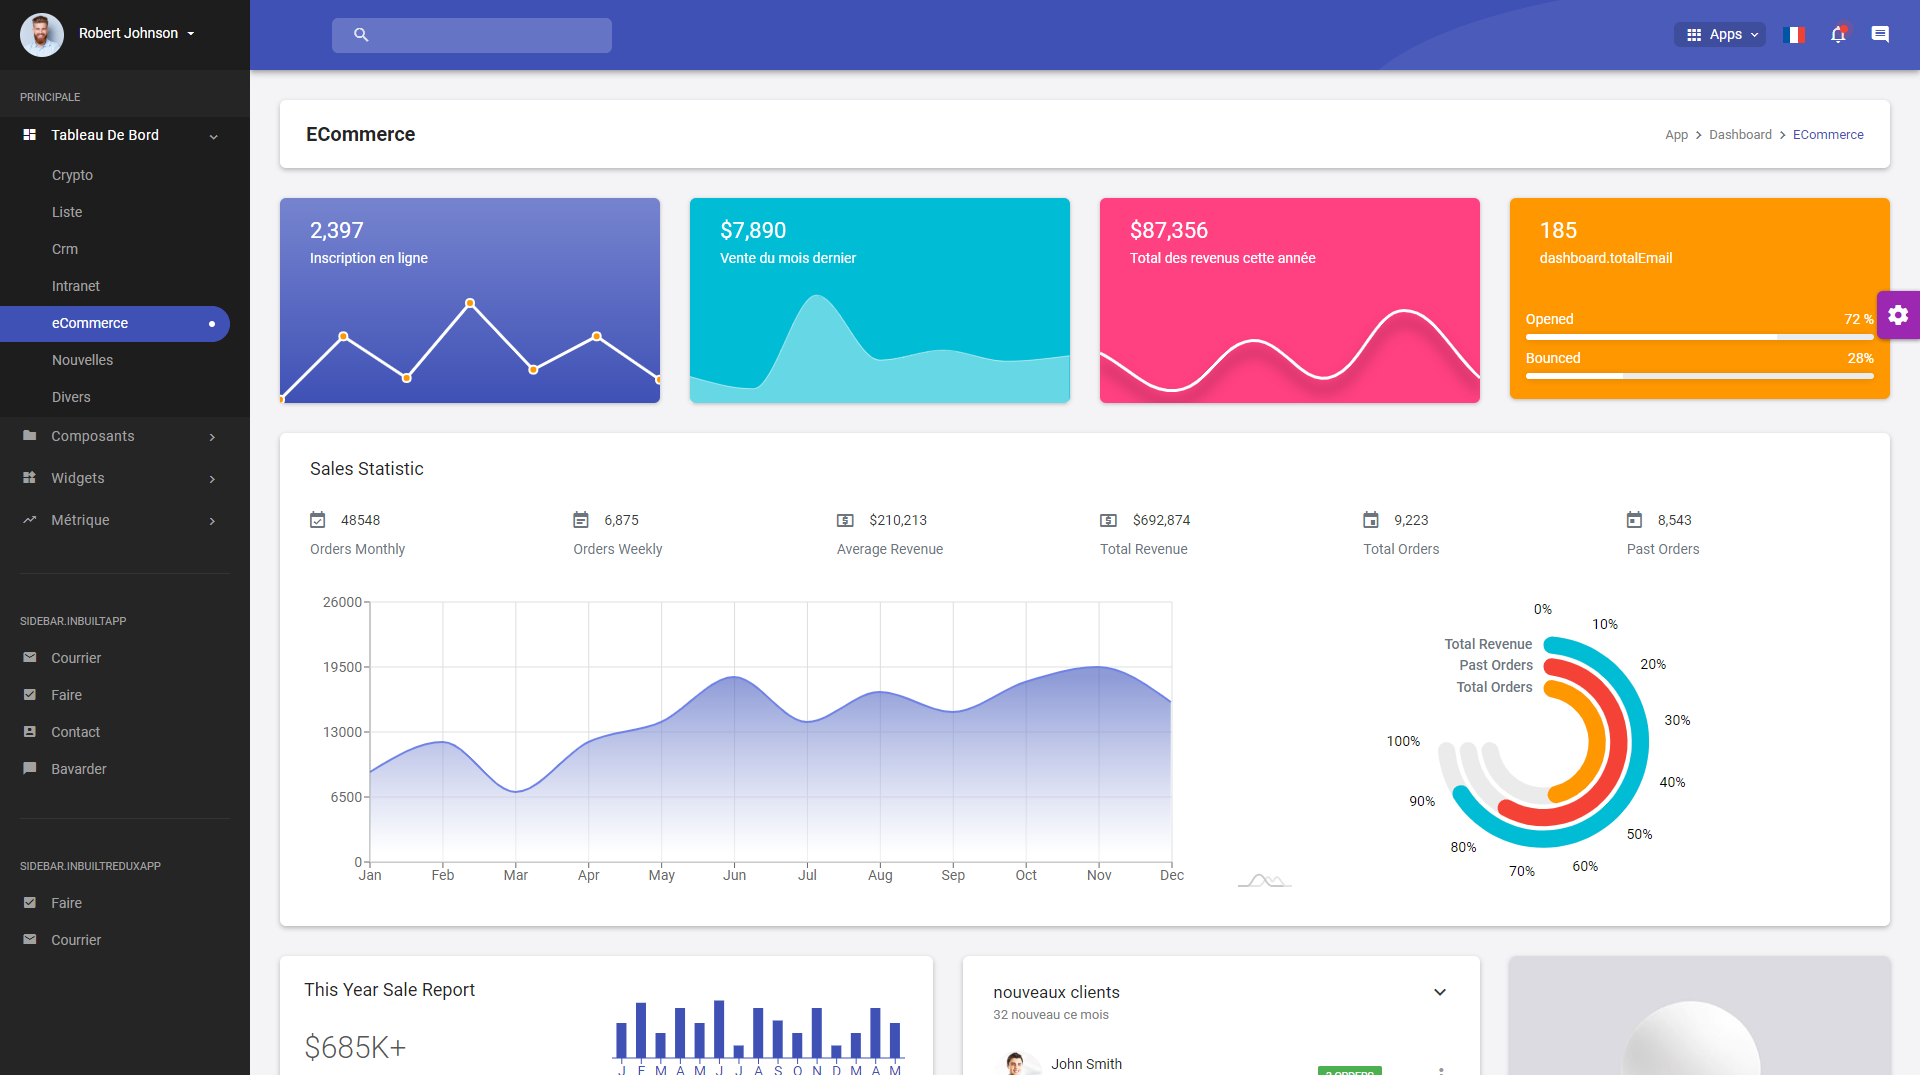 Robert Johnson
Apps
PRINCIPALE
Tableau De Bord
Crypto
Liste
Crm
Intranet
eCommerce
Nouvelles
Divers
Composants
Widgets
Métrique
SIDEBAR.INBUILTAPP
Courrier
Faire
Contact
Bavarder
SIDEBAR.INBUILTREDUXAPP
Faire
Courrier
ECommerce
App
Dashboard
ECommerce
2,397
Inscription en ligne
$7,890
Vente du mois dernier
$87,356
Total des revenus cette année
185
dashboard.totalEmail
Opened 72 %
Bounced 28%
Sales Statistic
48548
Orders Monthly
6,875
Orders Weekly
$210,213
Average Revenue
$692,874
Total Revenue
9,223
Total Orders
8,543
Past Orders
26000
19500
13000
6500
0
Jan Feb Mar Apr May Jun Jul Aug Sep Oct Nov Dec
Total Revenue
Past Orders
Total Orders
0%
10%
20%
30%
40%
50%
60%
70%
80%
90%
100%
This Year Sale Report
$685K+
J F M A M J J A S O N D M A M
nouveaux clients
32 nouveau ce mois
John Smith